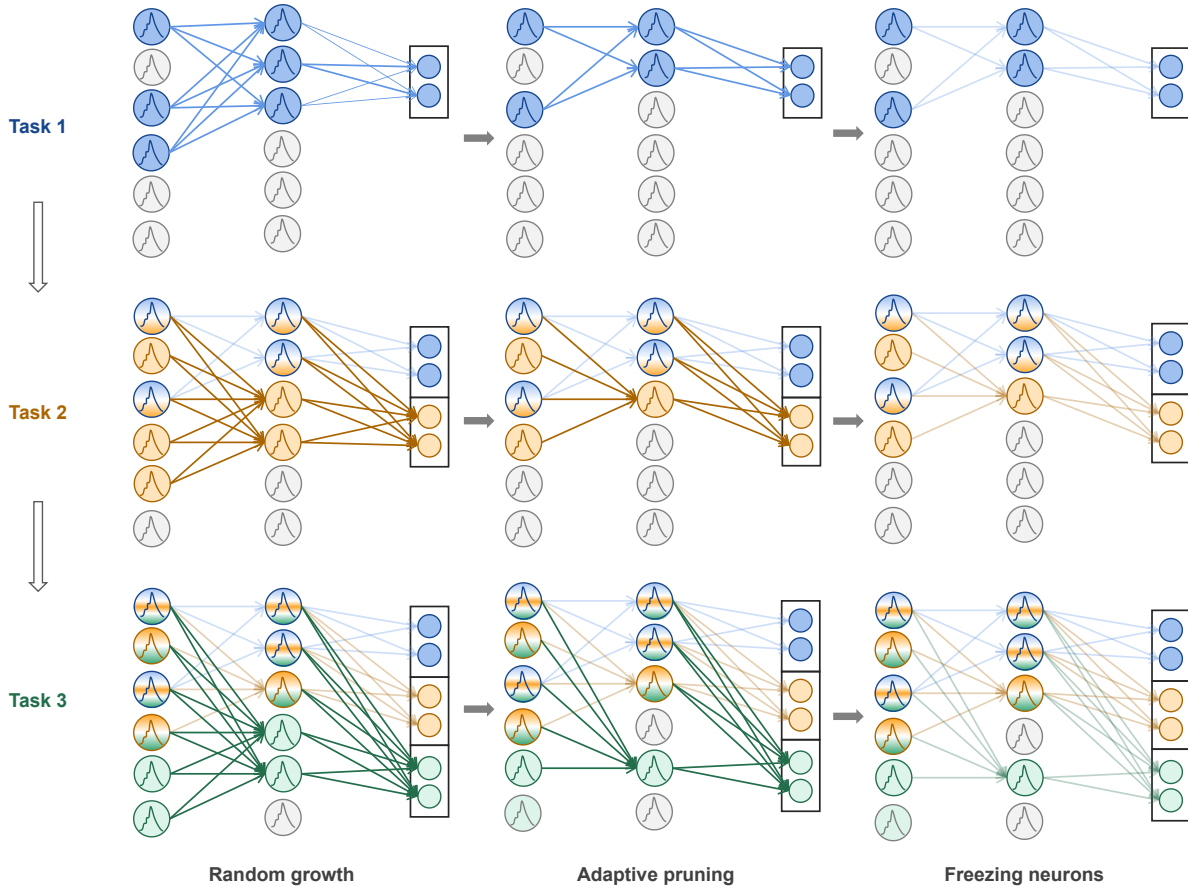 Task 1
Task 2
Task 3
Random growth
Adaptive pruning
Freezing neurons